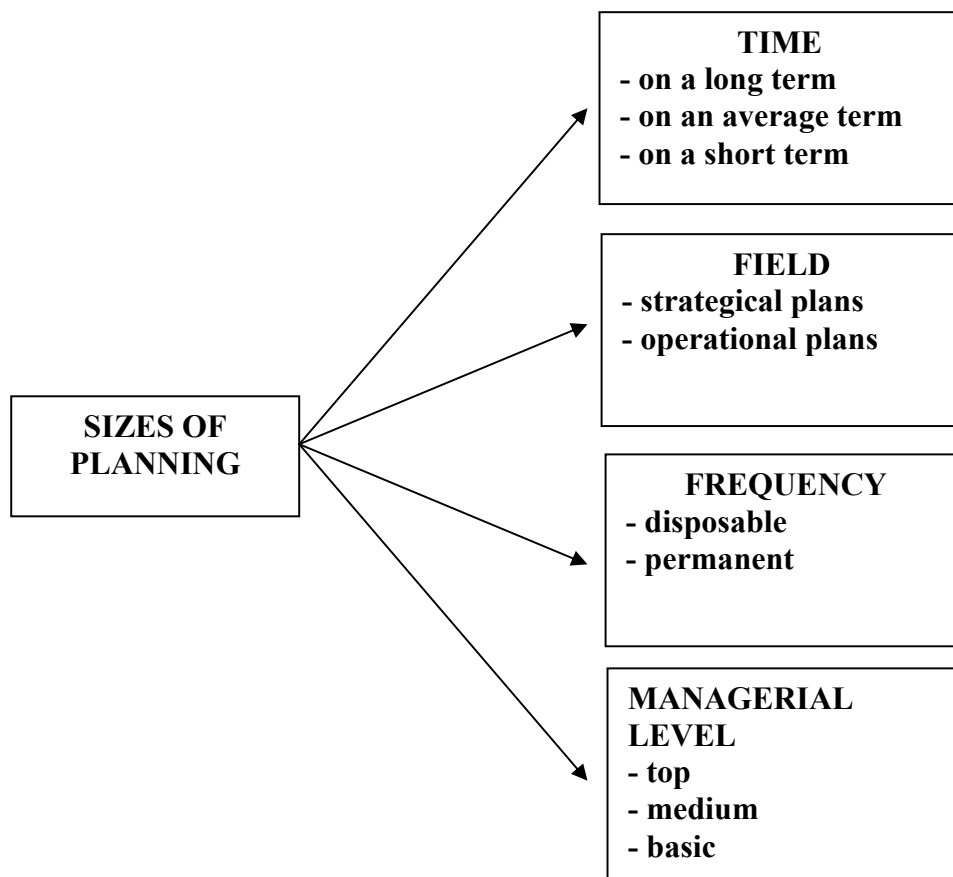 SIZES OF
PLANNING
TIME
- on a long term
- on an average term
- on a short term
FIELD
- strategical plans
- operational plans
FREQUENCY
- disposable
- permanent
MANAGERIAL
LEVEL
- top
- medium
- basic